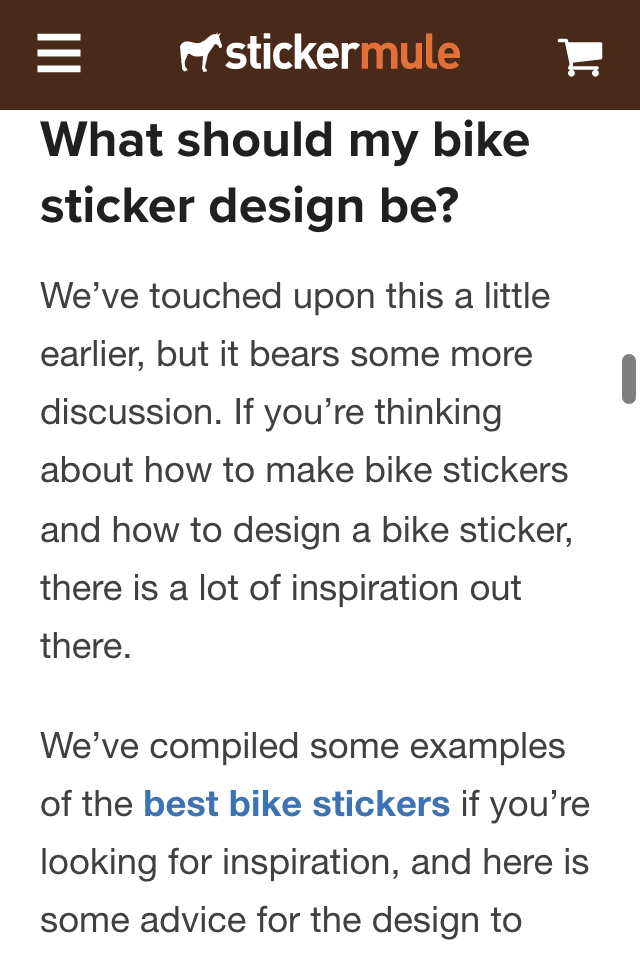 stickermule
What should my bike
sticker design be?
We’ve touched upon this a little
earlier, but it bears some more
discussion. If you’re thinking
about how to make bike stickers
and how to design a bike sticker,
there is a lot of inspiration out
there.
We’ve compiled some examples
of the best bike stickers if you’re
looking for inspiration, and here is
some advice for the design to